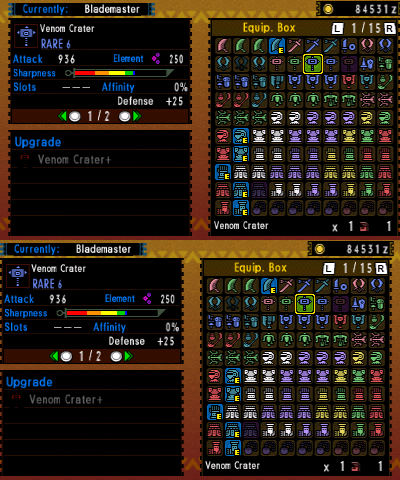 Currently: Blademaster
84531z
Venom Crater
RARE 6
Attack 936 Element 250
Sharpness
Slots --- Affinity 0%
Defense +25
1/2
Upgrade
Venom Crater+
Equip. Box L 1/15 R
E
E
E
E
E
E
Venom Crater x 1 1
Currently: Blademaster
84531z
Venom Crater
RARE 6
Attack 936 Element 250
Sharpness
Slots --- Affinity 0%
Defense +25
1/2
Upgrade
Venom Crater+
Equip. Box L 1/15 R
E
E
E
E
E
E
Venom Crater x 1 1